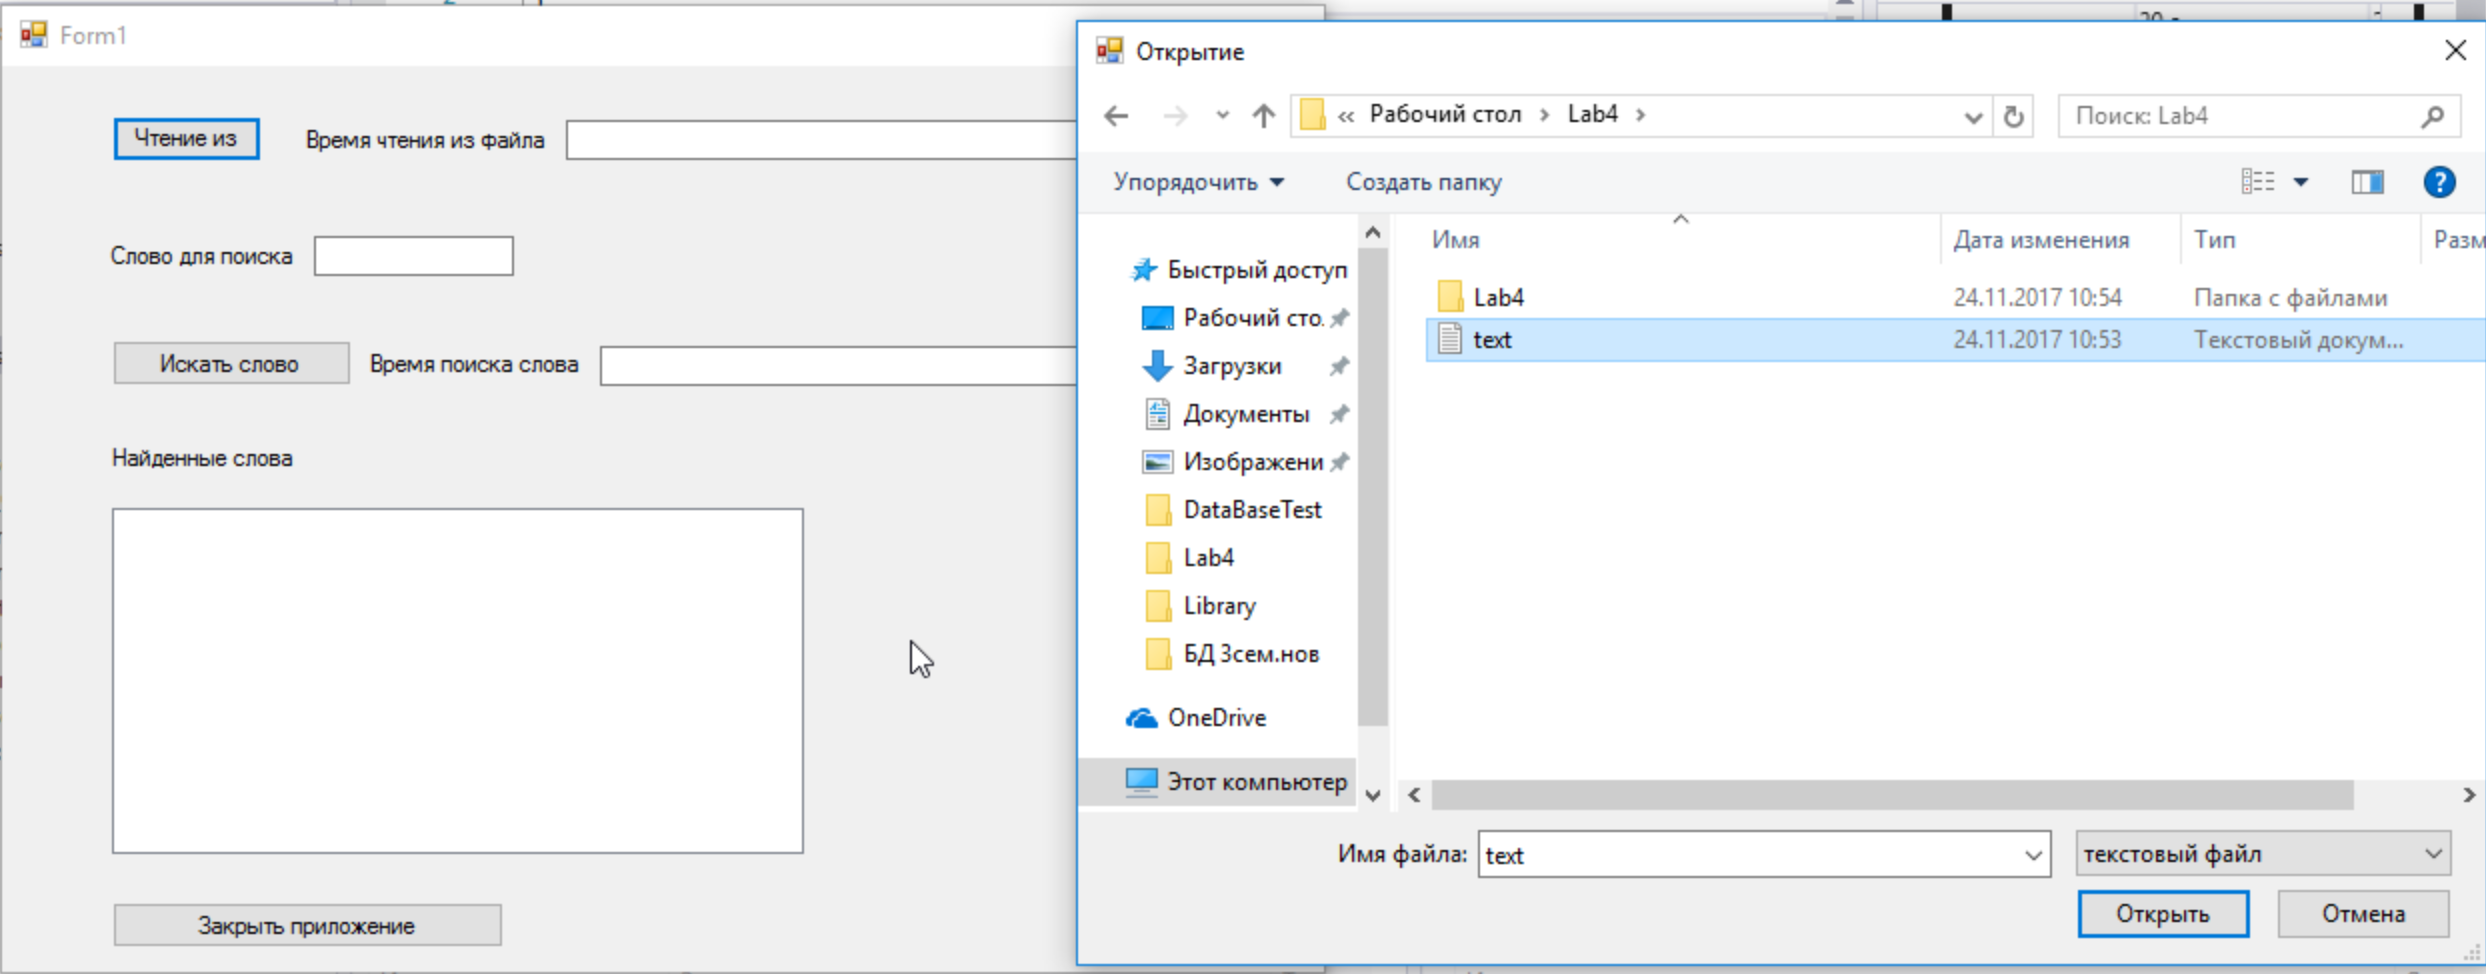 Form1
Чтение из
Время чтения из файла
Слово для поиска
Искать слово
Время поиска слова
Найденные слова
Закрыть приложение
Открытие
« Рабочий стол › Lab4 ›
Поиск: Lab4
Упорядочить
Создать папку
?
Имя
Дата изменения
Тип
Разм
Быстрый доступ
Рабочий сто.
Загрузки
Документы
Изображени
DataBaseTest
Lab4
Library
БД 3сем.нов
OneDrive
Этот компьютер
Lab4 24.11.2017 10:54 Папка с файлами
text 24.11.2017 10:53 Текстовый докум...
Имя файла: text
текстовый файл
Открыть
Отмена